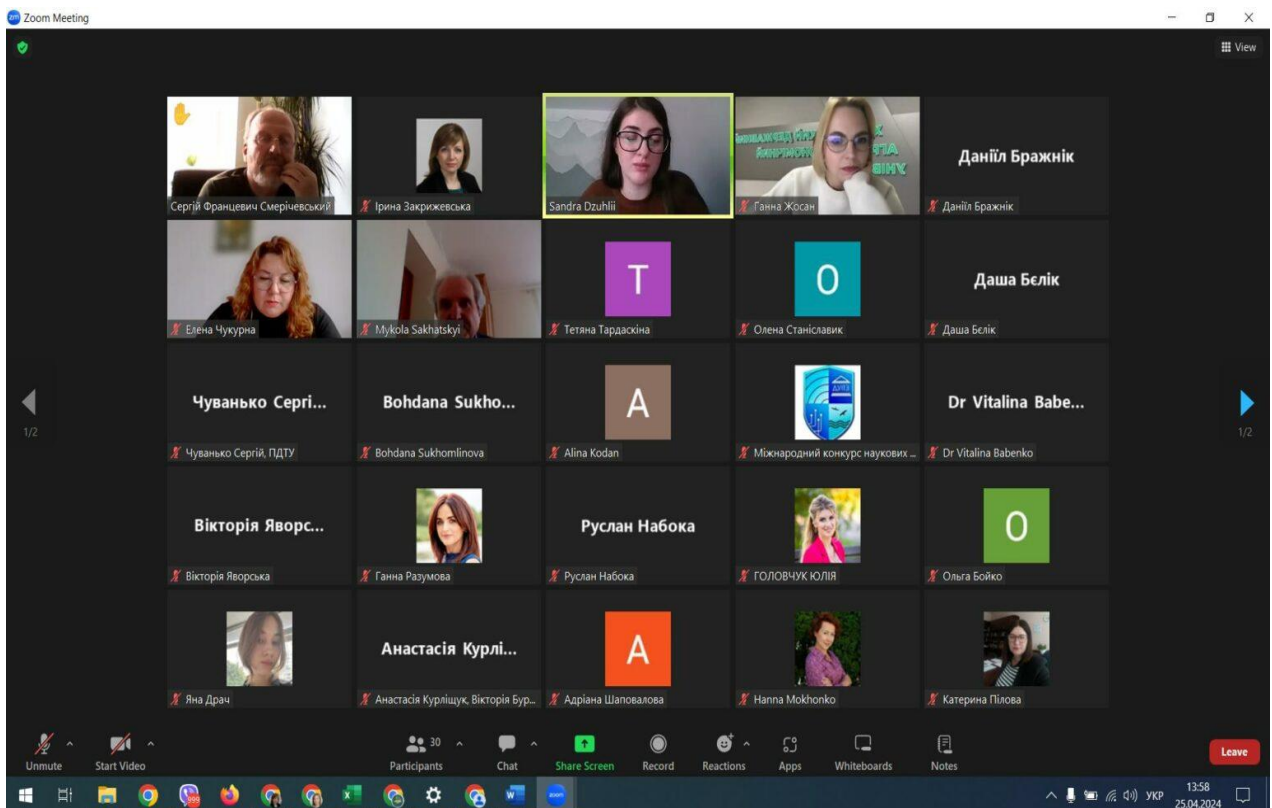 Zoom Meeting
View
Сергій Францевич Смерічевський
Ірина Закрижевська
Sandra Dzuhlii
Ганна Жосан
Даніїл Бражнік
Даніїл Бражнік
Елена Чукурна
Mykola Sakhatskyi
Т
Тетяна Тардаскіна
О
Олена Станіславик
Даша Бєлік
Даша Бєлік
Чуванько Сергі...
Чуванько Сергій, ПДТУ
Bohdana Sukho...
Bohdana Sukhomlinova
A
Alina Kodan
Міжнародний конкурс наукових ...
Dr Vitalina Babe...
Dr Vitalina Babenko
1/2
1/2
Вікторія Яворс...
Вікторія Яворська
Ганна Разумова
Руслан Набока
Руслан Набока
ГОЛОВЧУК ЮЛІЯ
О
Ольга Бойко
Яна Драч
Анастасія Курлі...
Анастасія Курліщук, Вікторія Бур...
А
Адріана Шаповалова
Hanna Mokhonko
Катерина Пілова
Unmute
Start Video
30
Participants
Chat
Share Screen
Record
Reactions
Apps
Whiteboards
Notes
Leave
УКР
13:58
25.04.2024